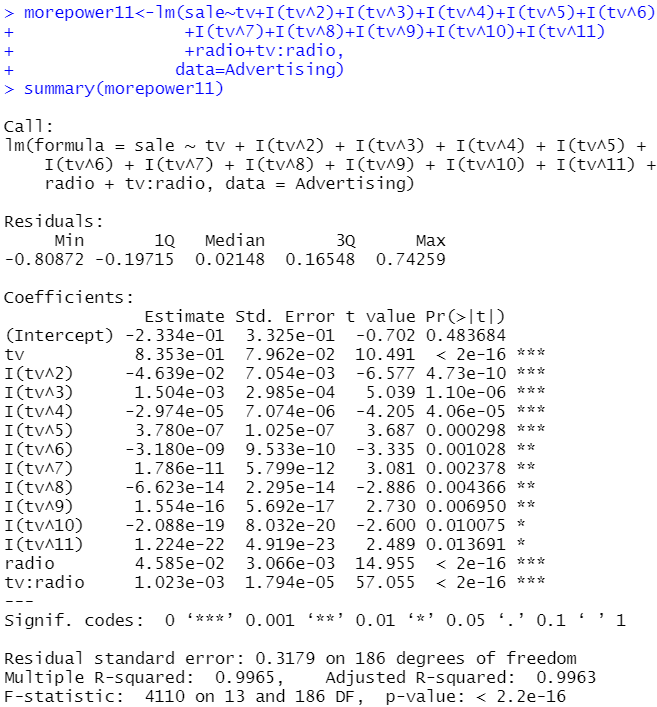 > morepower11<-lm(sale~tv+I(tv^2)+I(tv^3)+I(tv^4)+I(tv^5)+I(tv^6)
+                 +I(tv^7)+I(tv^8)+I(tv^9)+I(tv^10)+I(tv^11)
+                 +radio+tv:radio,
+                data=Advertising)
> summary(morepower11)

Call:
lm(formula = sale ~ tv + I(tv^2) + I(tv^3) + I(tv^4) + I(tv^5) +
    I(tv^6) + I(tv^7) + I(tv^8) + I(tv^9) + I(tv^10) + I(tv^11) +
    radio + tv:radio, data = Advertising)

Residuals:
     Min       1Q   Median       3Q      Max
-0.80872 -0.19715  0.02148  0.16548  0.74259

Coefficients:
              Estimate Std. Error t value Pr(>|t|)
(Intercept) -2.334e-01  3.325e-01  -0.702 0.483684
tv           8.353e-01  7.962e-02  10.491  < 2e-16 ***
I(tv^2)     -4.639e-02  7.054e-03  -6.577 4.73e-10 ***
I(tv^3)      1.504e-03  2.985e-04   5.039 1.10e-06 ***
I(tv^4)     -2.974e-05  7.074e-06  -4.205 4.06e-05 ***
I(tv^5)      3.780e-07  1.025e-07   3.687 0.000298 ***
I(tv^6)     -3.180e-09  9.533e-10  -3.335 0.001028 **
I(tv^7)      1.786e-11  5.799e-12   3.081 0.002378 **
I(tv^8)     -6.623e-14  2.295e-14  -2.886 0.004366 **
I(tv^9)      1.554e-16  5.692e-17   2.730 0.006950 **
I(tv^10)    -2.088e-19  8.032e-20  -2.600 0.010075 *
I(tv^11)     1.224e-22  4.919e-23   2.489 0.013691 *
radio        4.585e-02  3.066e-03  14.955  < 2e-16 ***
tv:radio     1.023e-03  1.794e-05  57.055  < 2e-16 ***
---
Signif. codes:  0 ‘***’ 0.001 ‘**’ 0.01 ‘*’ 0.05 ‘.’ 0.1 ‘ ’ 1

Residual standard error: 0.3179 on 186 degrees of freedom
Multiple R-squared:  0.9965,    Adjusted R-squared:  0.9963
F-statistic:  4110 on 13 and 186 DF,  p-value: < 2.2e-16